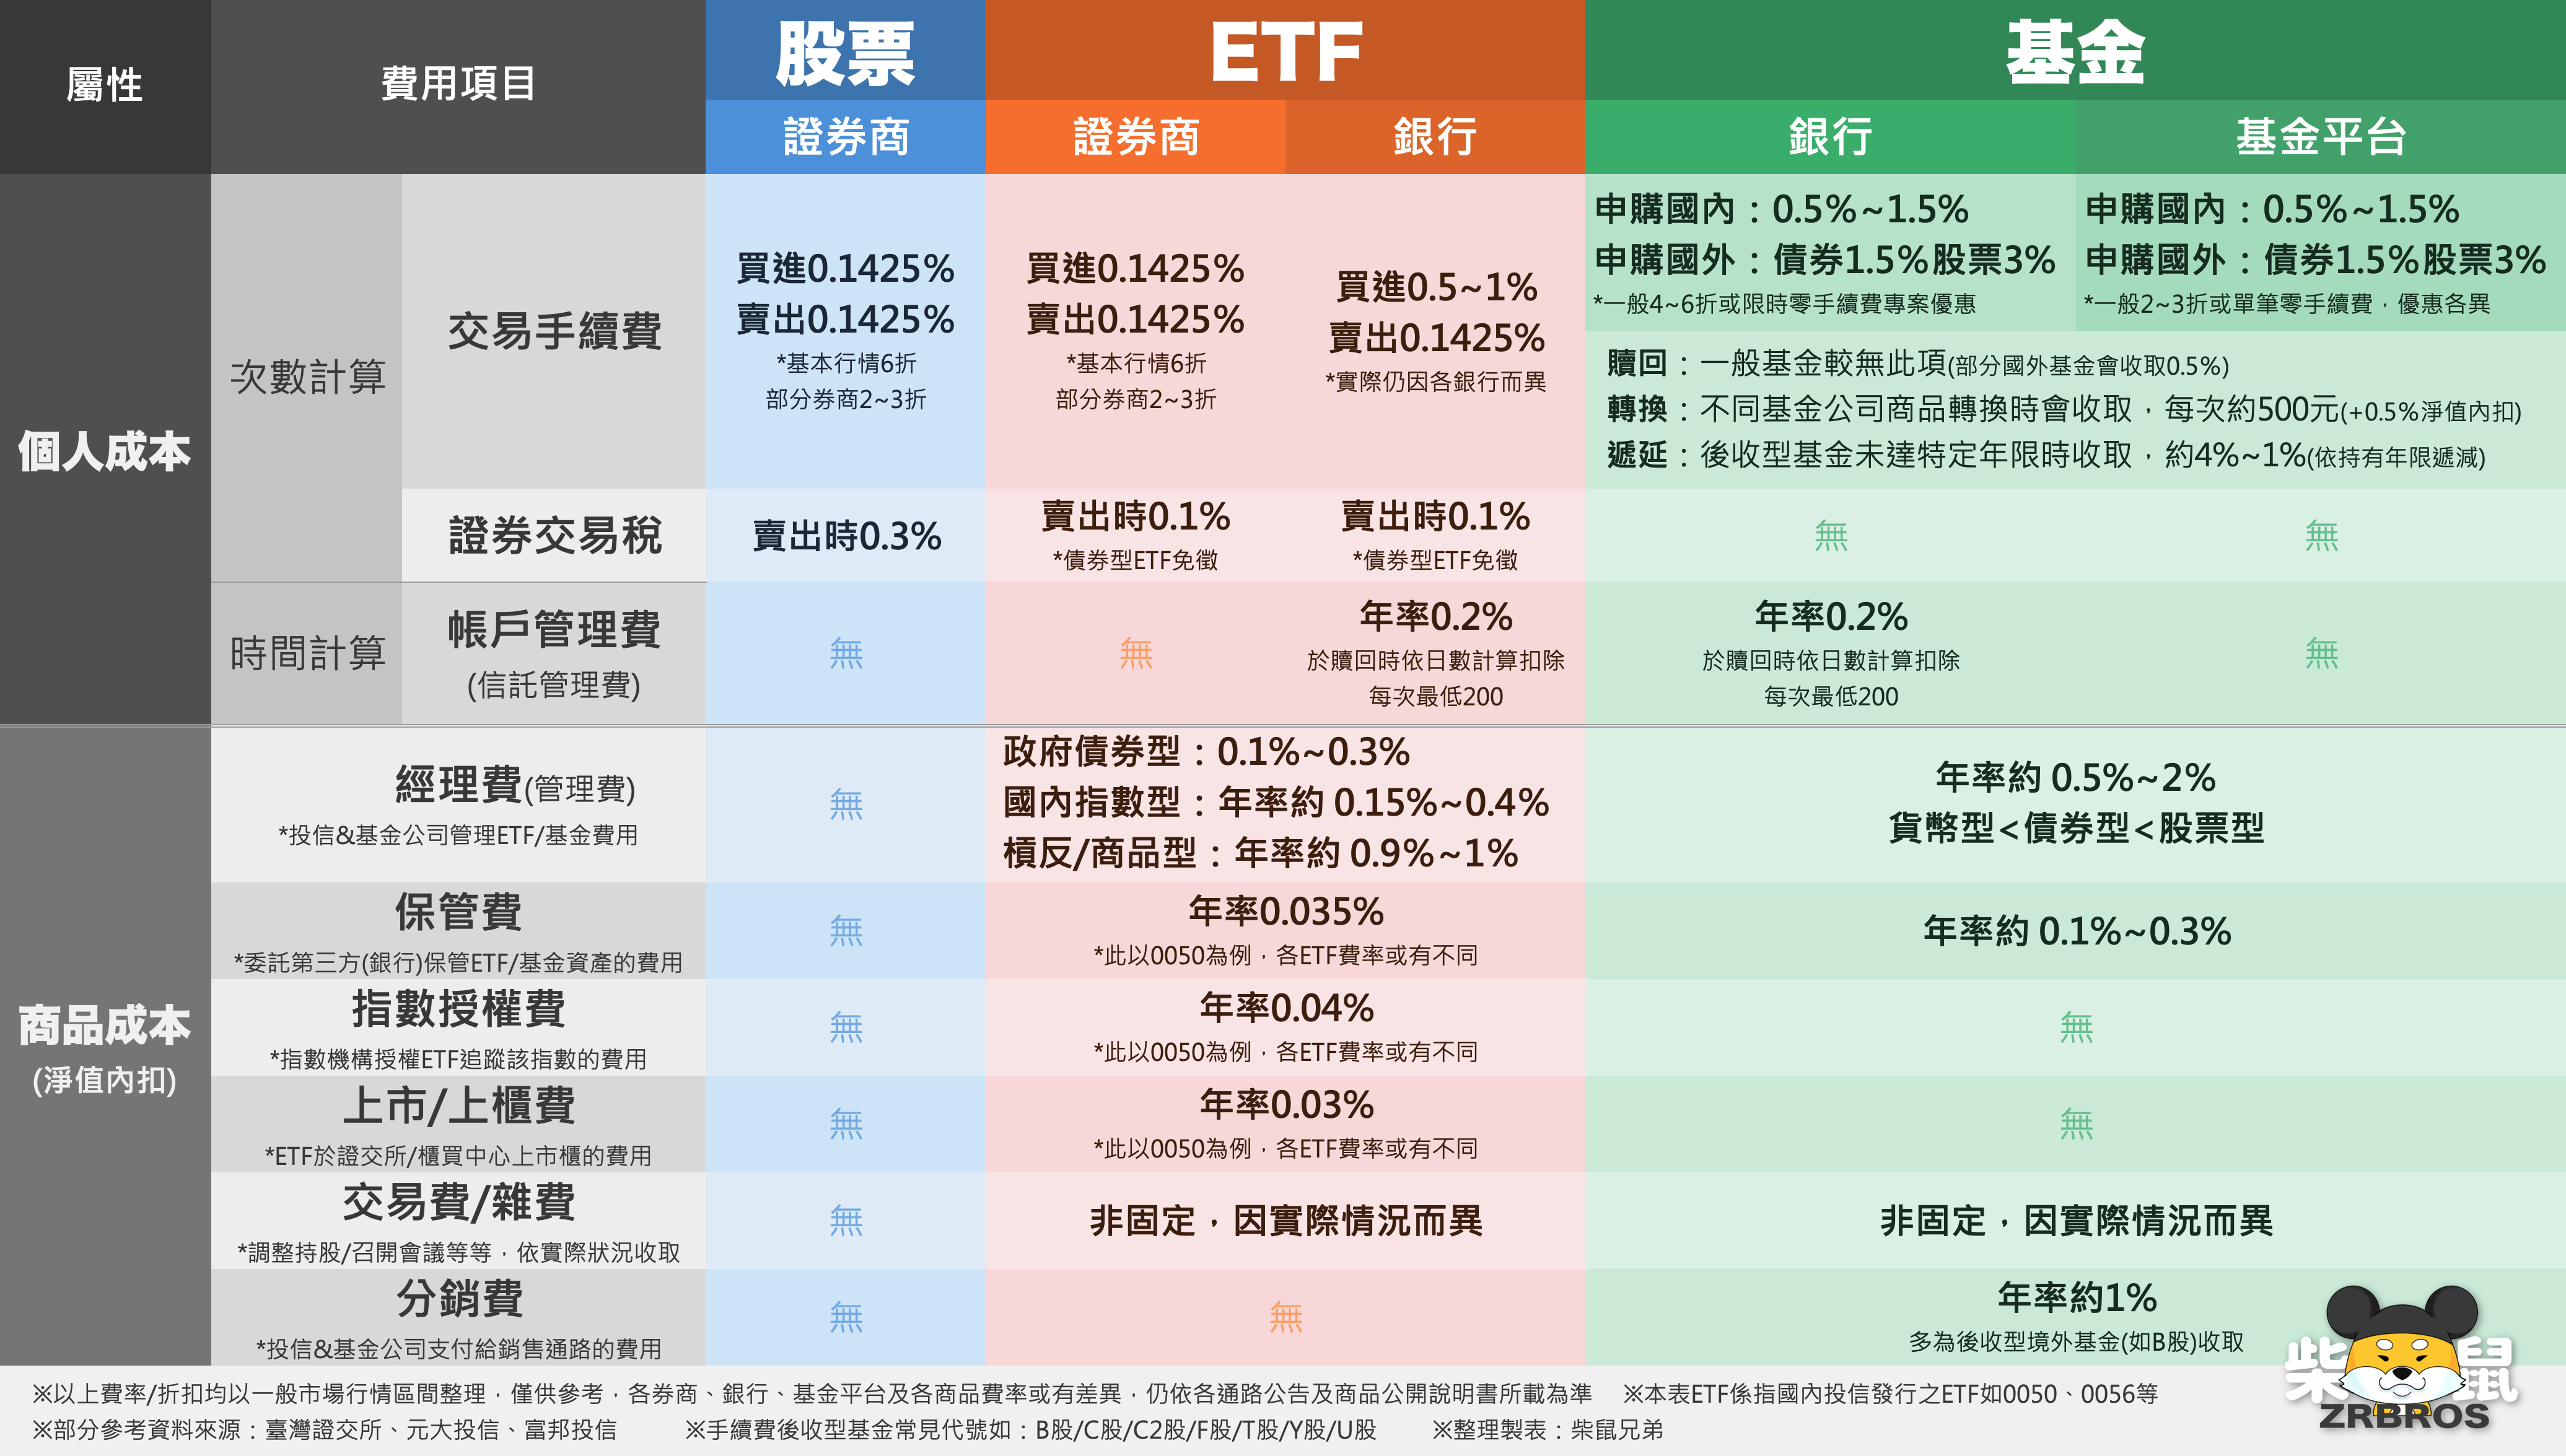 屬性
費用項目
股票
ETF
基金
證券商
證券商
銀行
銀行
基金平台
個人成本
次數計算
交易手續費
買進0.1425%
賣出0.1425%
*基本行情6折
部分券商2~3折
買進0.1425%
賣出0.1425%
*基本行情6折
部分券商2~3折
買進0.5~1%
賣出0.1425%
*實際仍因各銀行而異
申購國內：0.5%~1.5%
申購國外：債券1.5%股票3%
*一般4~6折或限時零手續費專案優惠
申購國內：0.5%~1.5%
申購國外：債券1.5%股票3%
*一般2~3折或單筆零手續費，優惠各異
贖回：一般基金較無此項(部分國外基金會收取0.5%)
轉換：不同基金公司商品轉換時會收取，每次約500元(+0.5%淨值內扣)
遞延：後收型基金未達特定年限時收取，約4%~1%(依持有年限遞減)
證券交易稅
賣出時0.3%
賣出時0.1%
*債券型ETF免徵
賣出時0.1%
*債券型ETF免徵
無
無
時間計算
帳戶管理費
(信託管理費)
無
無
年率0.2%
於贖回時依日數計算扣除
每次最低200
年率0.2%
於贖回時依日數計算扣除
每次最低200
無
商品成本
(淨值內扣)
經理費(管理費)
*投信&基金公司管理ETF/基金費用
無
政府債券型：0.1%~0.3%
國內指數型：年率約 0.15%~0.4%
槓反/商品型：年率約 0.9%~1%
年率約 0.5%~2%
貨幣型<債券型<股票型
保管費
*委託第三方(銀行)保管ETF/基金資產的費用
無
年率0.035%
*此以0050為例，各ETF費率或有不同
年率約 0.1%~0.3%
指數授權費
*指數機構授權ETF追蹤該指數的費用
無
年率0.04%
*此以0050為例，各ETF費率或有不同
無
上市/上櫃費
*ETF於證交所/櫃買中心上市櫃的費用
無
年率0.03%
*此以0050為例，各ETF費率或有不同
無
交易費/雜費
*調整持股/召開會議等等，依實際狀況收取
無
非固定，因實際情況而異
非固定，因實際情況而異
分銷費
*投信&基金公司支付給銷售通路的費用
無
無
年率約1%
多為後收型境外基金(如B股)收取
※以上費率/折扣均以一般市場行情區間整理，僅供參考，各券商、銀行、基金平台及各商品費率或有差異，仍依各通路公告及商品公開說明書所載為準 ※本表ETF係指國內投信發行之ETF如0050、0056等
※部分參考資料來源：臺灣證交所、元大投信、富邦投信 ※手續費後收型基金常見代號如：B股/C股/C2股/F股/T股/Y股/U股 ※整理製表：柴鼠兄弟
柴鼠
ZRBROS